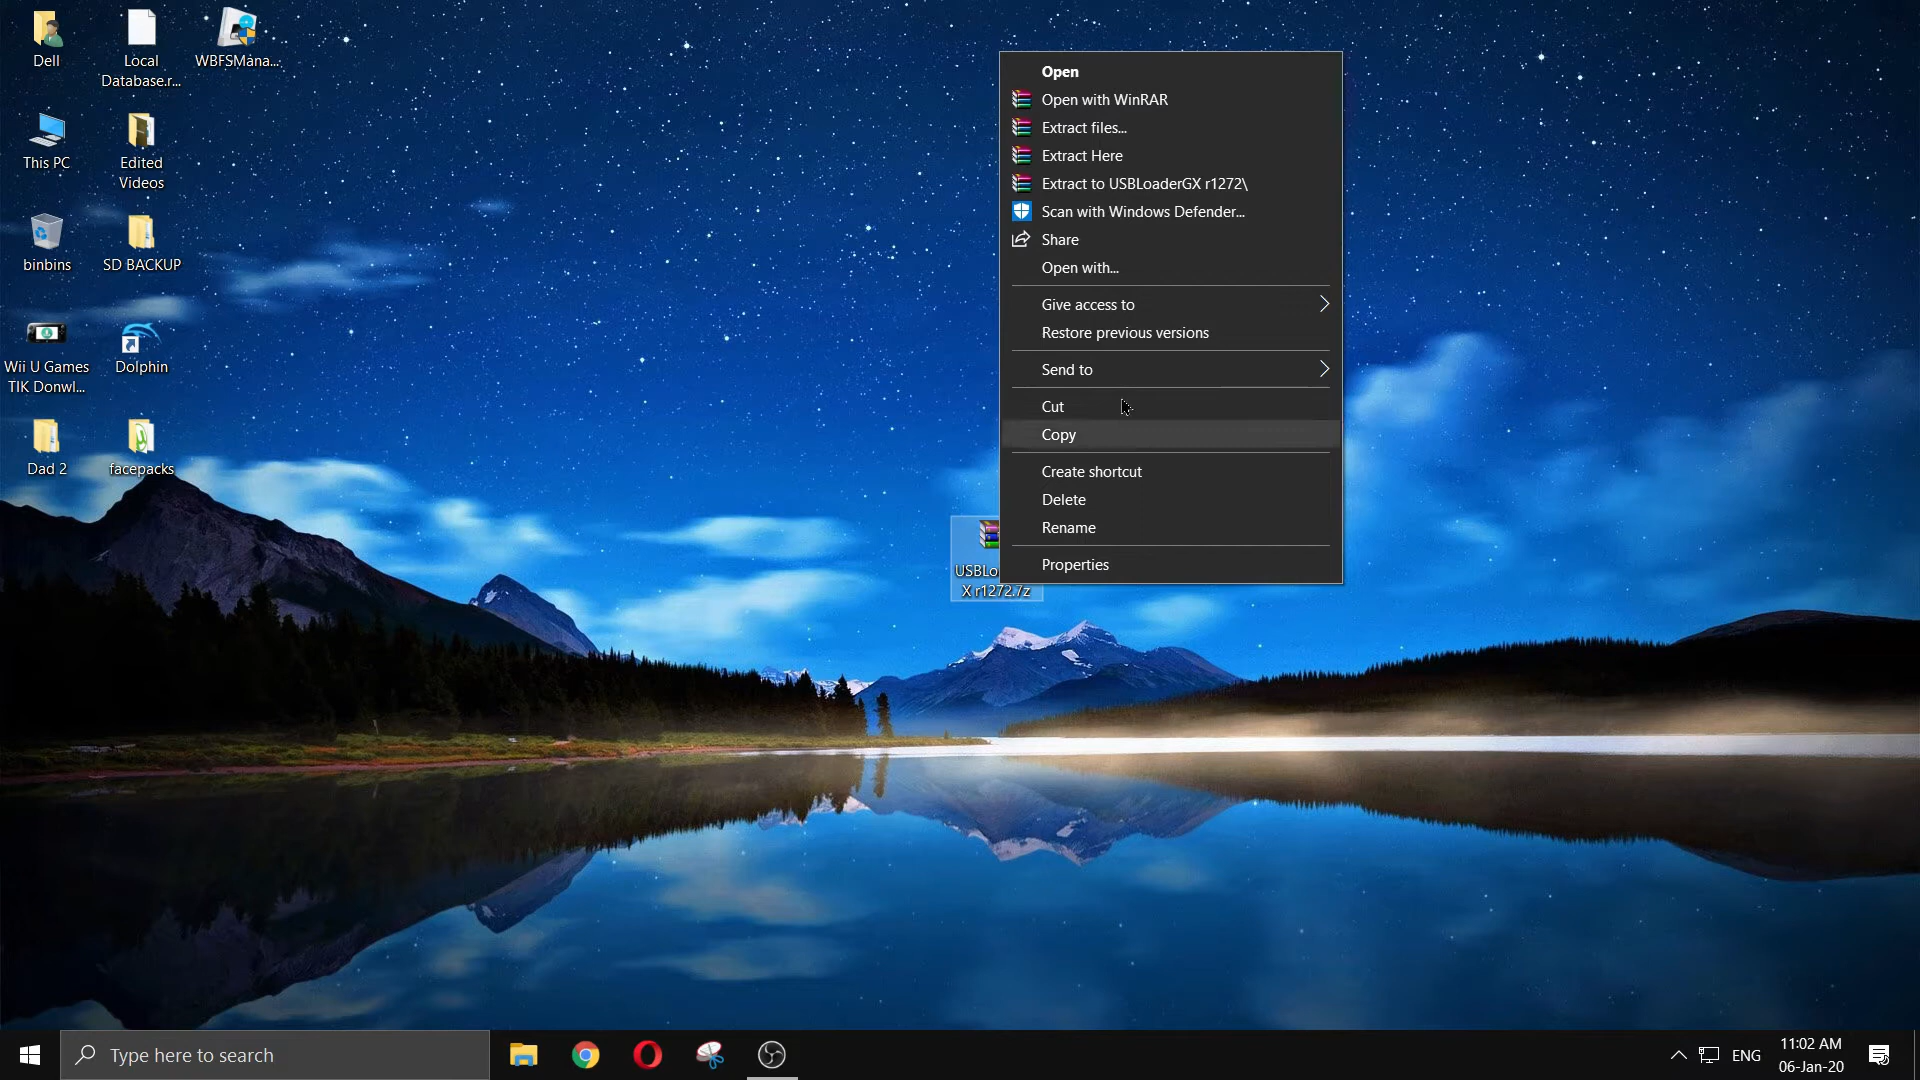 Dell
Local
Database.r...
WBFSMana...
This PC
Edited
Videos
binbins
SD BACKUP
Wii U Games
TIK Donwl...
Dolphin
Dad 2
facepacks
Open
Open with WinRAR
Extract files...
Extract Here
Extract to USBLoaderGX r1272\
Scan with Windows Defender...
Share
Open with...
Give access to
Restore previous versions
Send to
Cut
Copy
Create shortcut
Delete
Rename
Properties
USBLo
X r1272.7z
Type here to search
ENG
11:02 AM
06-Jan-20